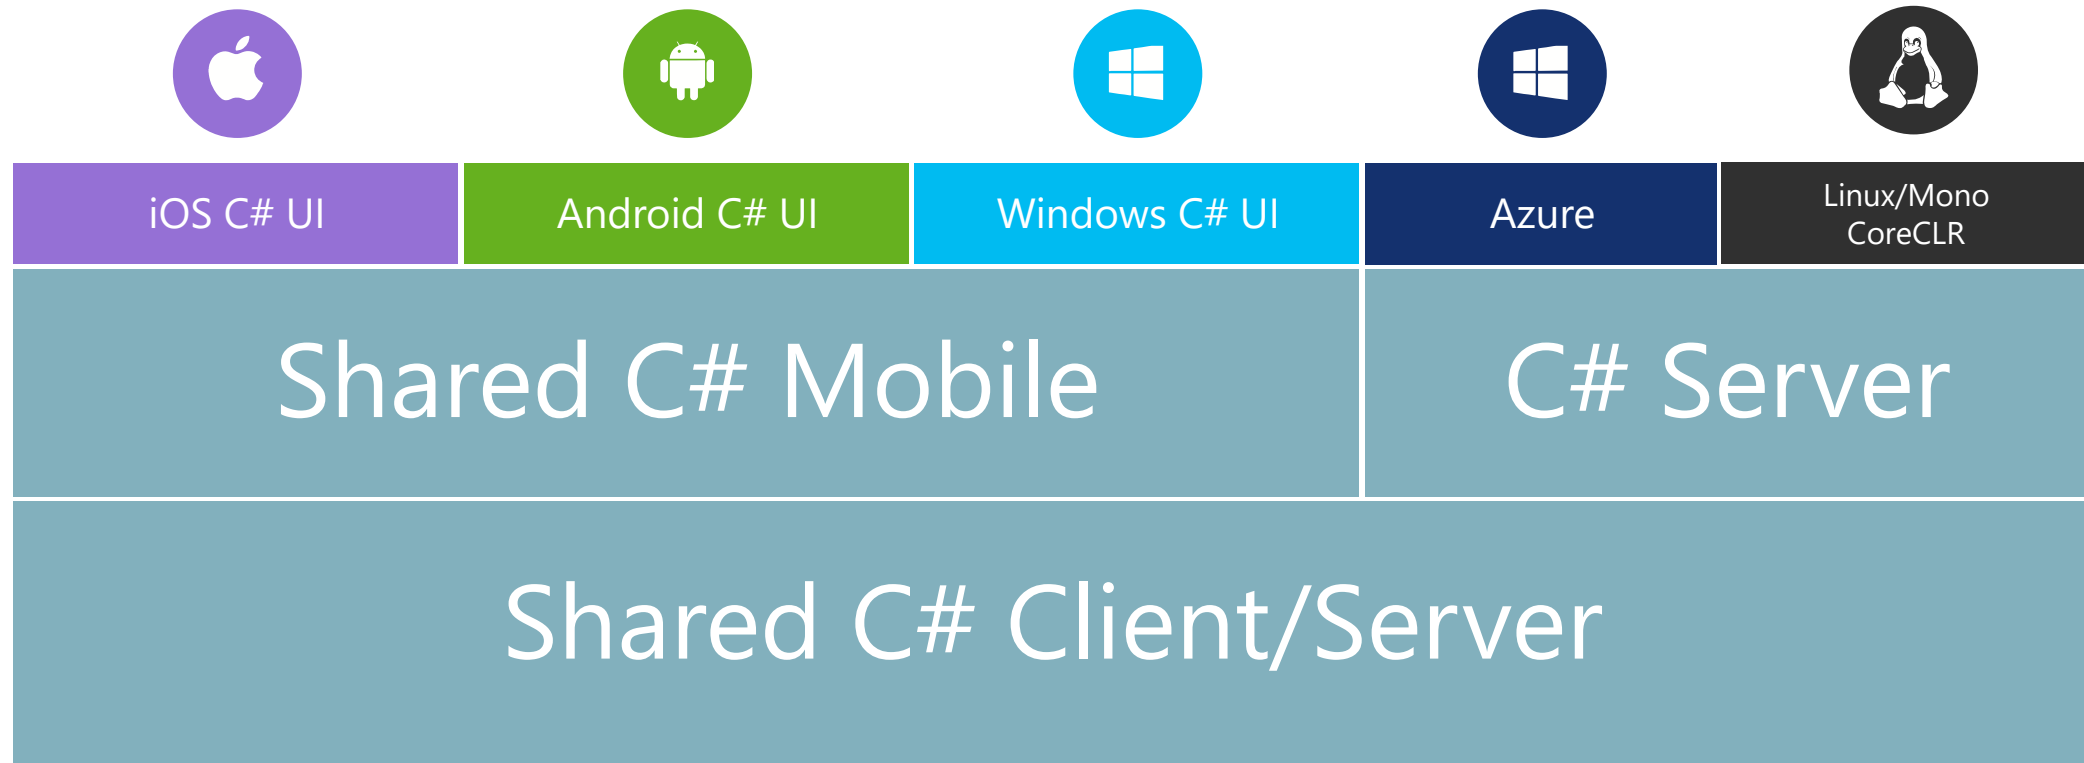 iOS C# UI
Android C# UI
Windows C# UI
Azure
Linux/Mono
CoreCLR
Shared C# Mobile
C# Server
Shared C# Client/Server